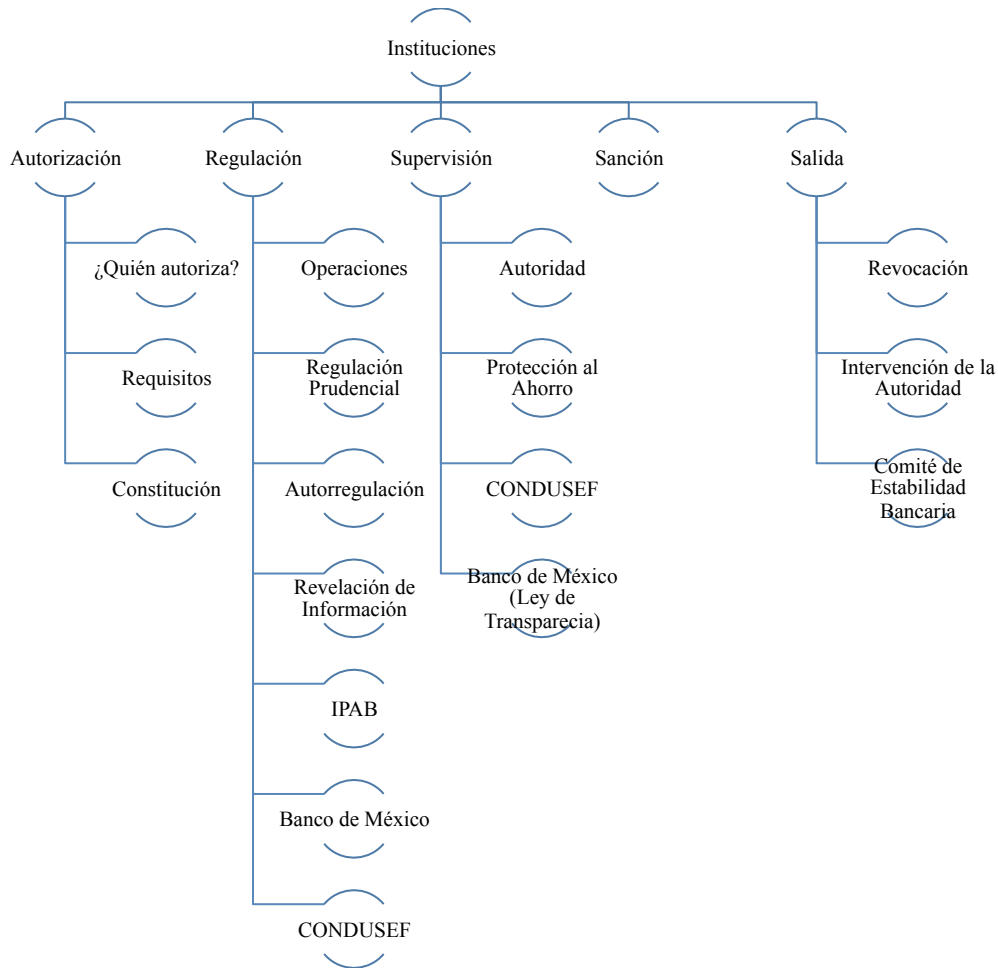 Instituciones
Autorización
Regulación
Supervisión
Sanción
Salida
¿Quién autoriza?
Requisitos
Constitución
Operaciones
Regulación
Prudencial
Autorregulación
Revelación de
Información
IPAB
Banco de México
CONDUSEF
Autoridad
Protección al
Ahorro
CONDUSEF
Banco de México
(Ley de
Transparecia)
Revocación
Intervención de la
Autoridad
Comité de
Estabilidad
Bancaria